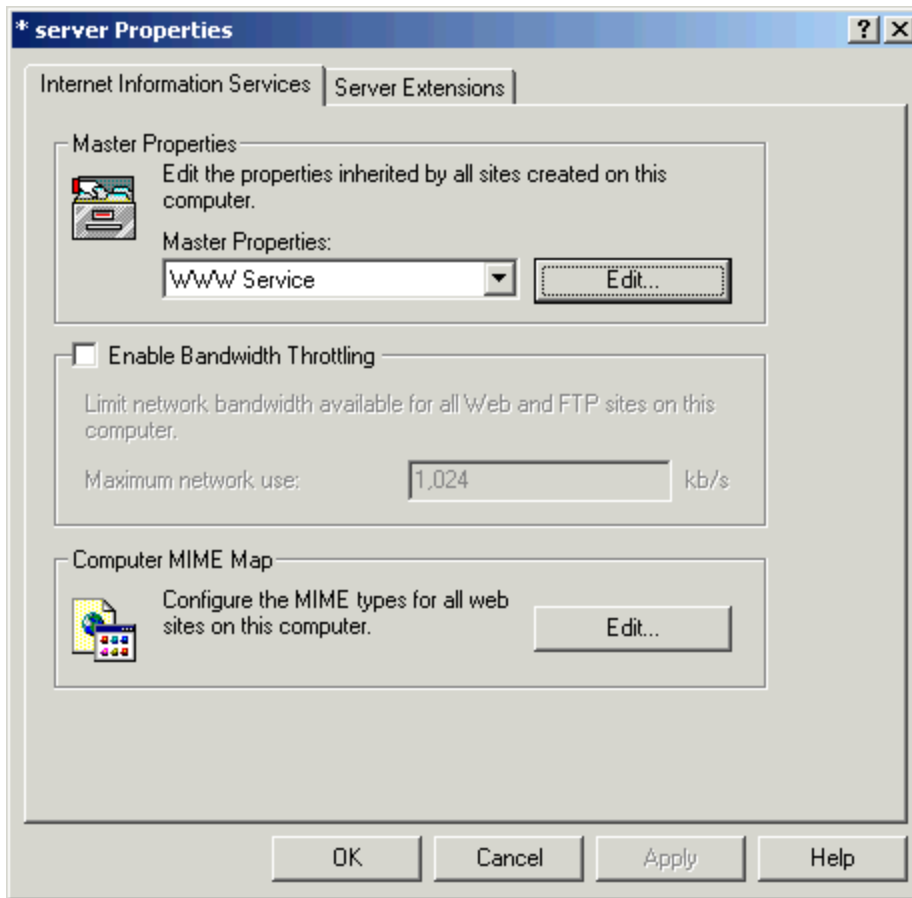 * server Properties
Internet Information Services
Server Extensions
Master Properties
Edit the properties inherited by all sites created on this
computer.
Master Properties:
WWW Service
Edit...
Enable Bandwidth Throttling
Limit network bandwidth available for all Web and FTP sites on this
computer.
Maximum network use:
1,024
kb/s
Computer MIME Map
Configure the MIME types for all web
sites on this computer.
Edit...
OK
Cancel
Apply
Help